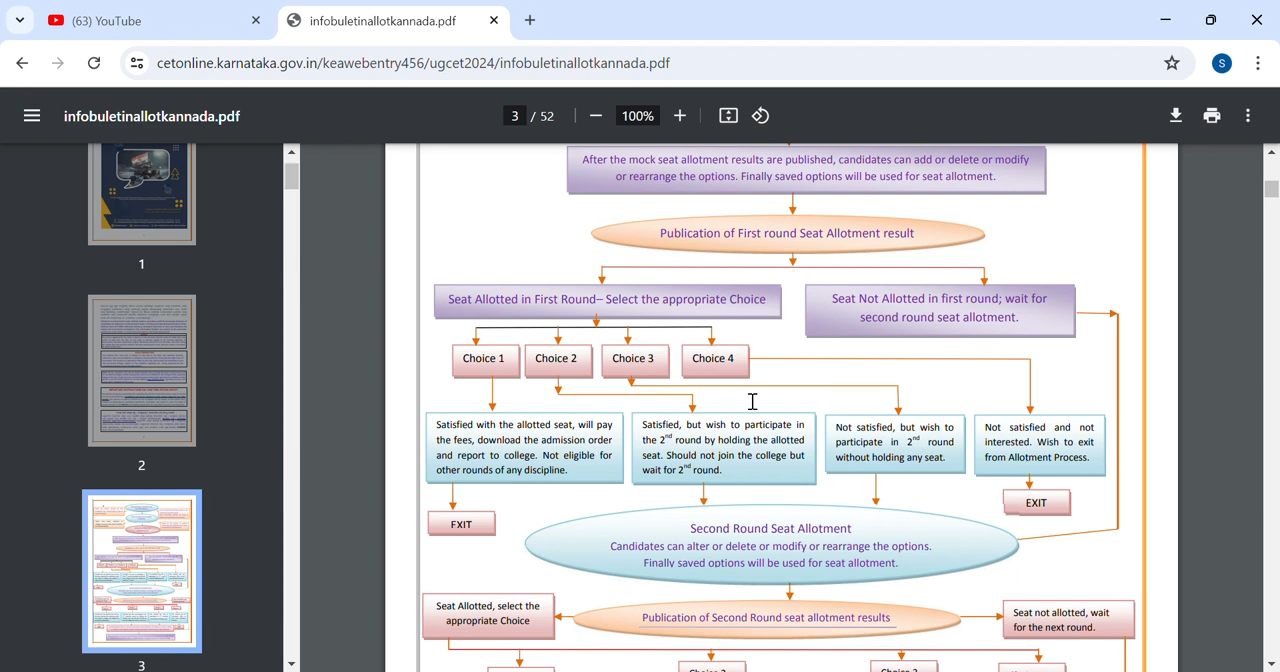 (63) YouTube
infobuletinallotkannada.pdf
cetonline.karnataka.gov.in/keawebentry456/ugcet2024/infobuletinallotkannada.pdf
S
infobuletinallotkannada.pdf
3 / 52
100%
1
2
3
After the mock seat allotment results are published, candidates can add or delete or modify
or rearrange the options. Finally saved options will be used for seat allotment.
Publication of First round Seat Allotment result
Seat Allotted in First Round– Select the appropriate Choice
Seat Not Allotted in first round; wait for
second round seat allotment.
Choice 1
Choice 2
Choice 3
Choice 4
Satisfied with the allotted seat, will pay
the fees, download the admission order
and report to college. Not eligible for
other rounds of any discipline.
Satisfied, but wish to participate in
the 2nd round by holding the allotted
seat. Should not join the college but
wait for 2nd round.
Not satisfied, but wish to
participate in 2nd round
without holding any seat.
Not satisfied and not
interested. Wish to exit
from Allotment Process.
EXIT
EXIT
Second Round Seat Allotment
Candidates can alter or delete or modify or rearrange the options.
Finally saved options will be used for seat allotment.
Seat Allotted, select the
appropriate Choice
Publication of Second Round seat allotment results
Seat not allotted, wait
for the next round.